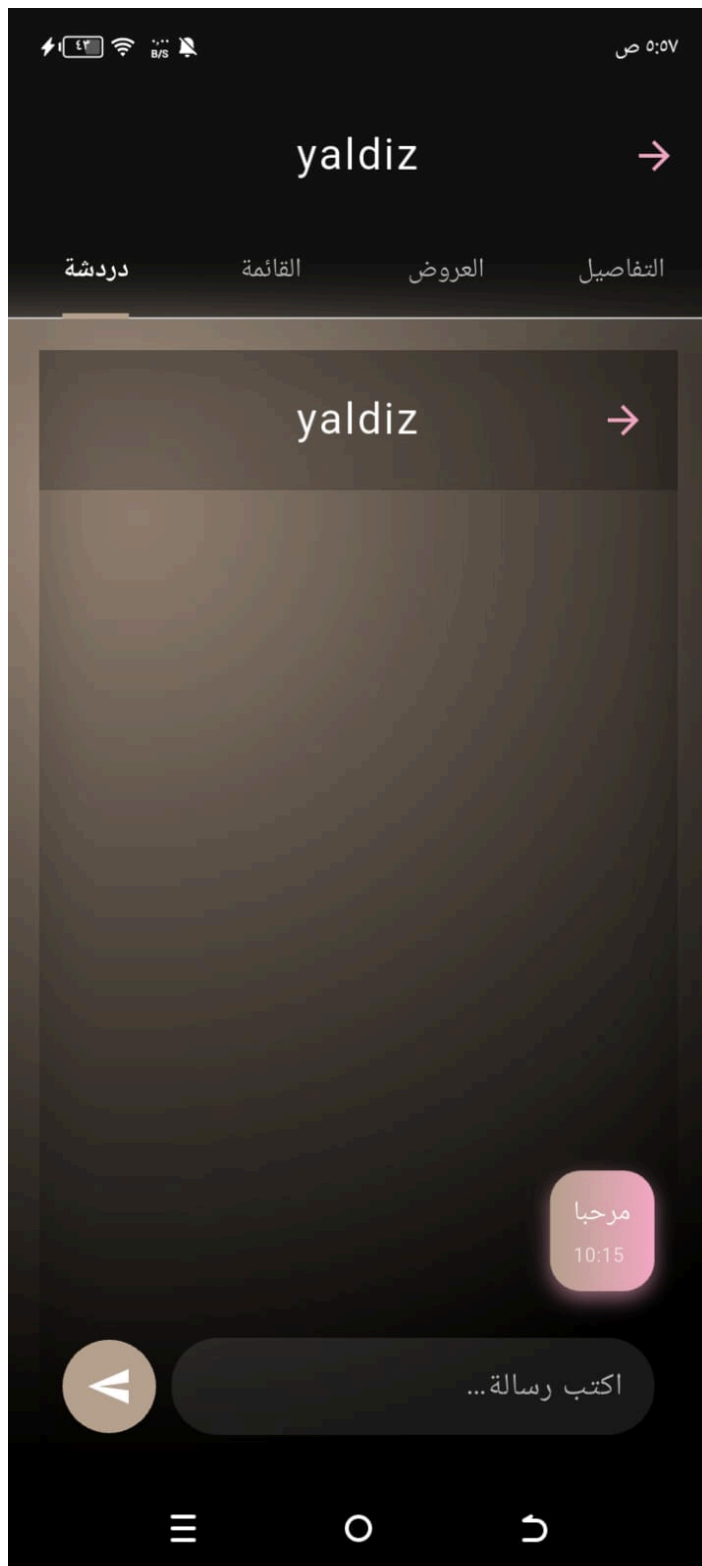 ٥:٥٧ ص
٤٣
B/S
yaldiz
التفاصيل العروض القائمة دردشة
yaldiz
مرحبا
10:15
اكتب رسالة...